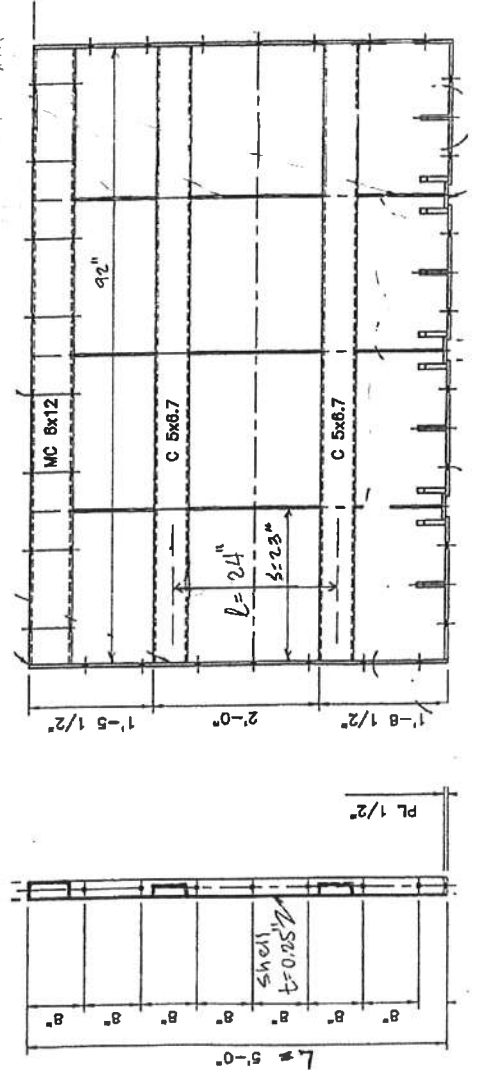 92"
MC 6x12
C 5x6.7
C 5x6.7
l = 24"
s = 23"
1'-5 1/2"
2'-0"
1'-8 1/2"
PL 1/2"
shell
t=0.25"
8"
8"
8"
8"
8"
8"
8"
L = 5'-0"